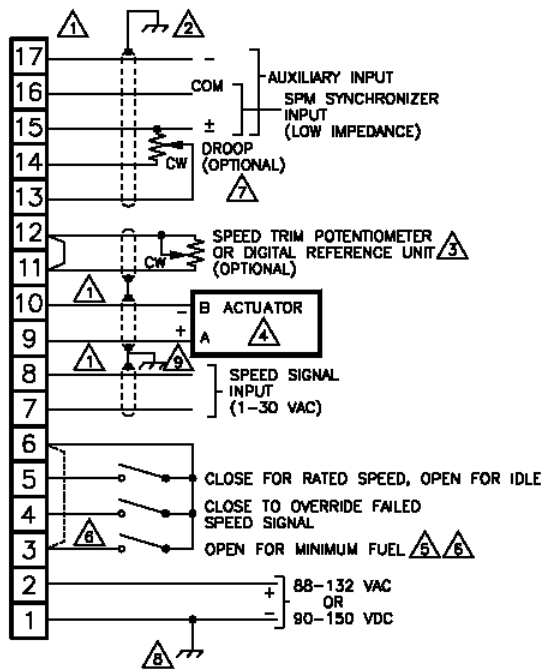 1
2
17
-
AUXILIARY INPUT
16
COM
SPM SYNCHRONIZER
INPUT
(LOW IMPEDANCE)
15
±
DROOP
(OPTIONAL)
CW
7
14
13
12
SPEED TRIM POTENTIOMETER
OR DIGITAL REFERENCE UNIT
3
(OPTIONAL)
CW
11
1
10
-
B ACTUATOR
4
9
+
A
1
9
8
SPEED SIGNAL
INPUT
(1-30 VAC)
7
6
5
CLOSE FOR RATED SPEED, OPEN FOR IDLE
4
CLOSE TO OVERRIDE FAILED
SPEED SIGNAL
3
6
OPEN FOR MINIMUM FUEL
5
6
2
+
88-132 VAC
OR
90-150 VDC
1
-
8